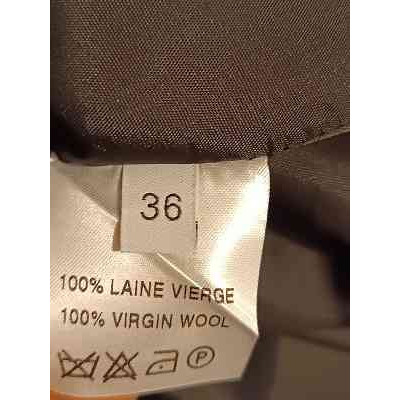 36
100% LAINE VIERGE
100% VIRGIN WOOL
P